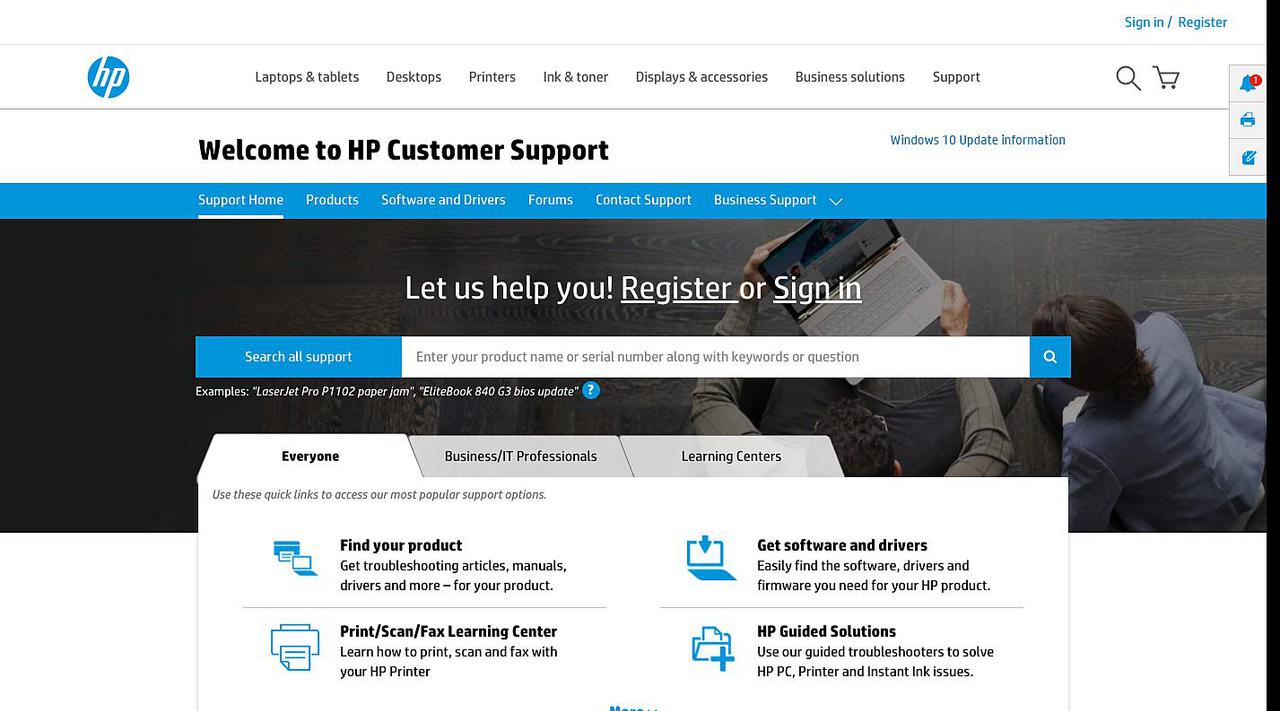 Sign in / Register
hp
Laptops & tablets Desktops Printers Ink & toner Displays & accessories Business solutions Support
1
Welcome to HP Customer Support
Windows 10 Update information
Support Home Products Software and Drivers Forums Contact Support Business Support
Let us help you! Register or Sign in
Search all support Enter your product name or serial number along with keywords or question
Examples: "LaserJet Pro P1102 paper jam", "EliteBook 840 G3 bios update" ?
Everyone Business/IT Professionals Learning Centers
Use these quick links to access our most popular support options.
Find your product
Get troubleshooting articles, manuals,
drivers and more – for your product.
Get software and drivers
Easily find the software, drivers and
firmware you need for your HP product.
Print/Scan/Fax Learning Center
Learn how to print, scan and fax with
your HP Printer
HP Guided Solutions
Use our guided troubleshooters to solve
HP PC, Printer and Instant Ink issues.
More